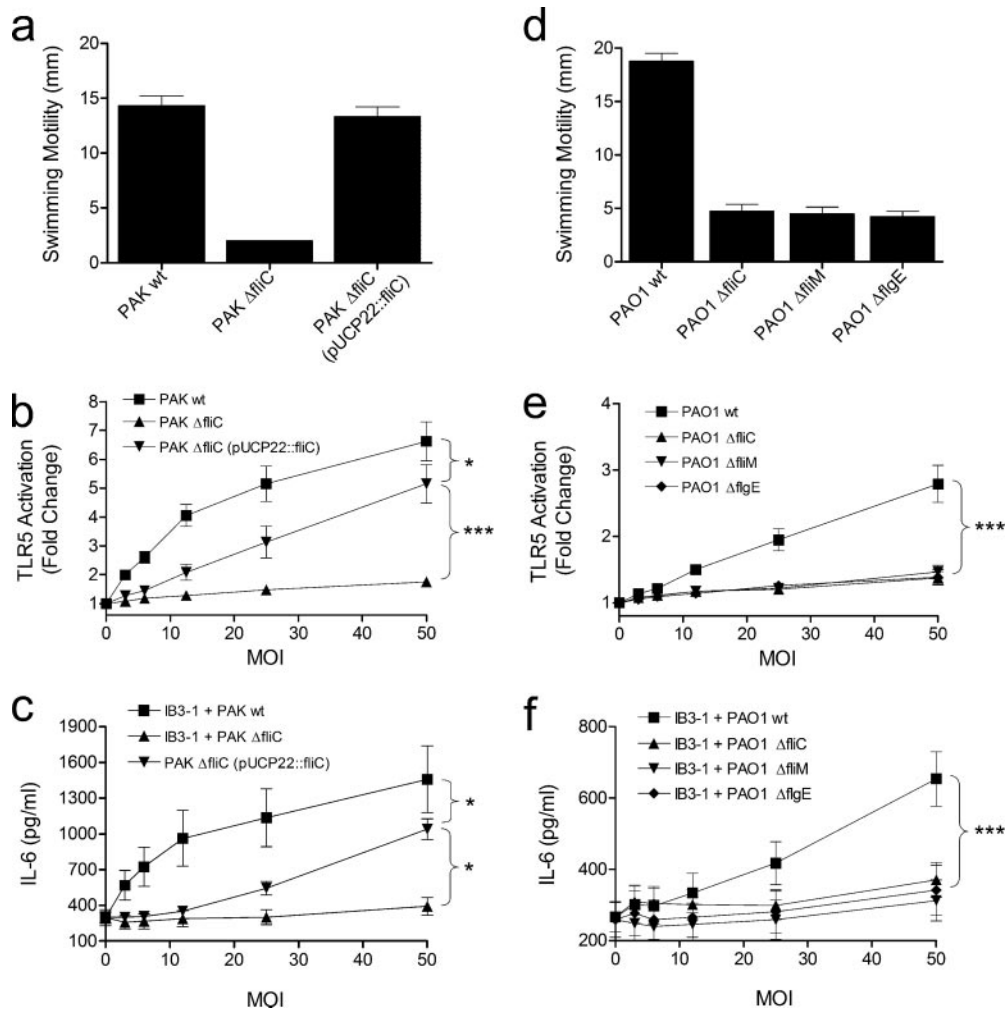 a
Swimming Motility (mm)
20
15
10
5
0
PAK wt
PAK ΔfliC
PAK ΔfliC
(pUCP22::fliC)
d
Swimming Motility (mm)
20
15
10
5
0
PAO1 wt
PAO1 ΔfliC
PAO1 ΔfliM
PAO1 ΔflgE
b
PAK wt
PAK ΔfliC
PAK ΔfliC (pUCP22::fliC)
TLR5 Activation
(Fold Change)
8
7
6
5
4
3
2
1
*
***
0 10 20 30 40 50
MOI
e
PAO1 wt
PAO1 ΔfliC
PAO1 ΔfliM
PAO1 ΔflgE
TLR5 Activation
(Fold Change)
4
3
2
1
***
0 10 20 30 40 50
MOI
c
IB3-1 + PAK wt
IB3-1 + PAK ΔfliC
PAK ΔfliC (pUCP22::fliC)
IL-6 (pg/ml)
1900
1600
1300
1000
700
400
100
*
*
0 10 20 30 40 50
MOI
f
IB3-1 + PAO1 wt
IB3-1 + PAO1 ΔfliC
IB3-1 + PAO1 ΔfliM
IB3-1 + PAO1 ΔflgE
IL-6 (pg/ml)
800
600
400
200
***
0 10 20 30 40 50
MOI